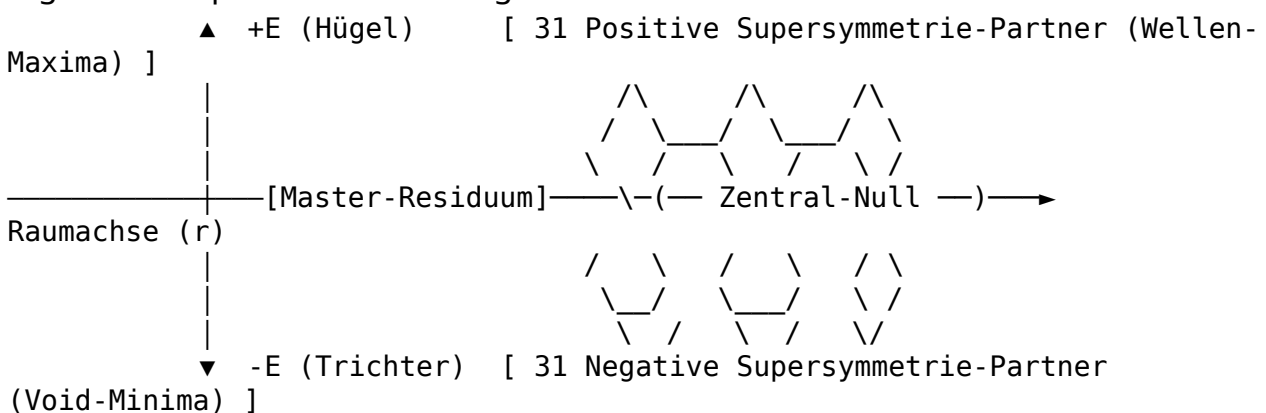 ▲  +E (Hügel)     [ 31 Positive Supersymmetrie-Partner (Wellen-
Maxima) ]
[Master-Residuum]────\─(── Zentral-Null ──)───►
Raumachse (r)
▼  -E (Trichter)  [ 31 Negative Supersymmetrie-Partner
(Void-Minima) ]